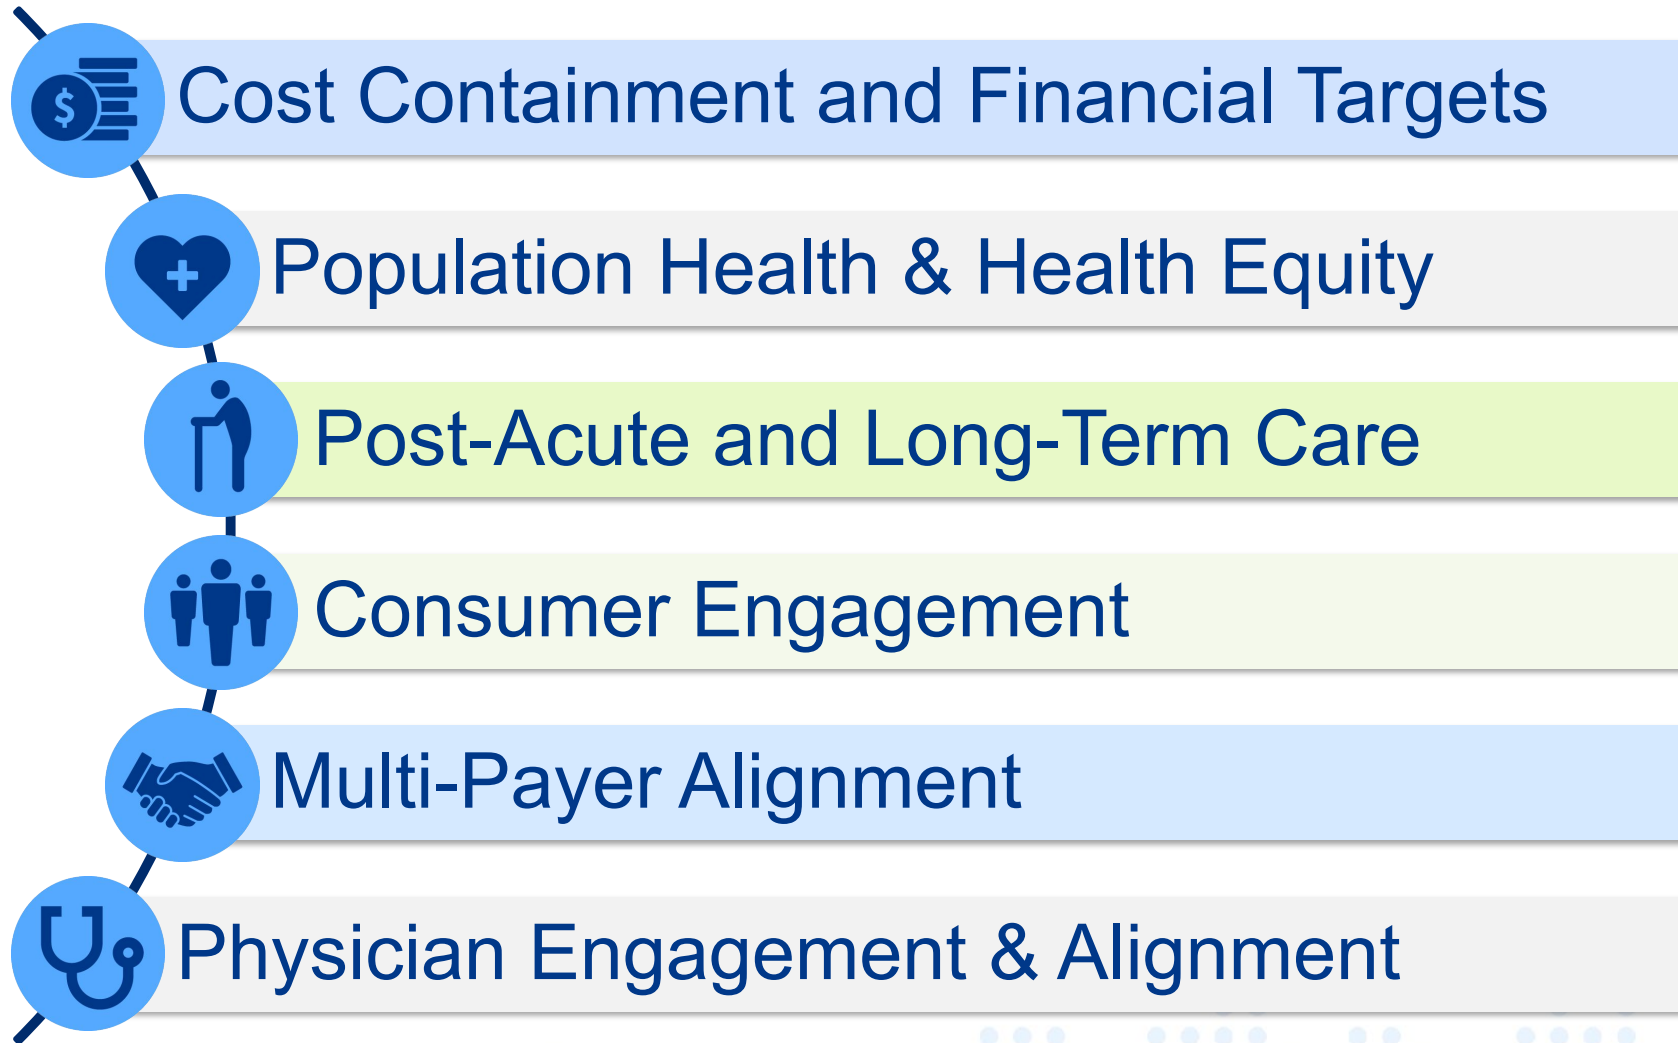 Cost Containment and Financial Targets
Population Health & Health Equity
Post-Acute and Long-Term Care
Consumer Engagement
Multi-Payer Alignment
Physician Engagement & Alignment